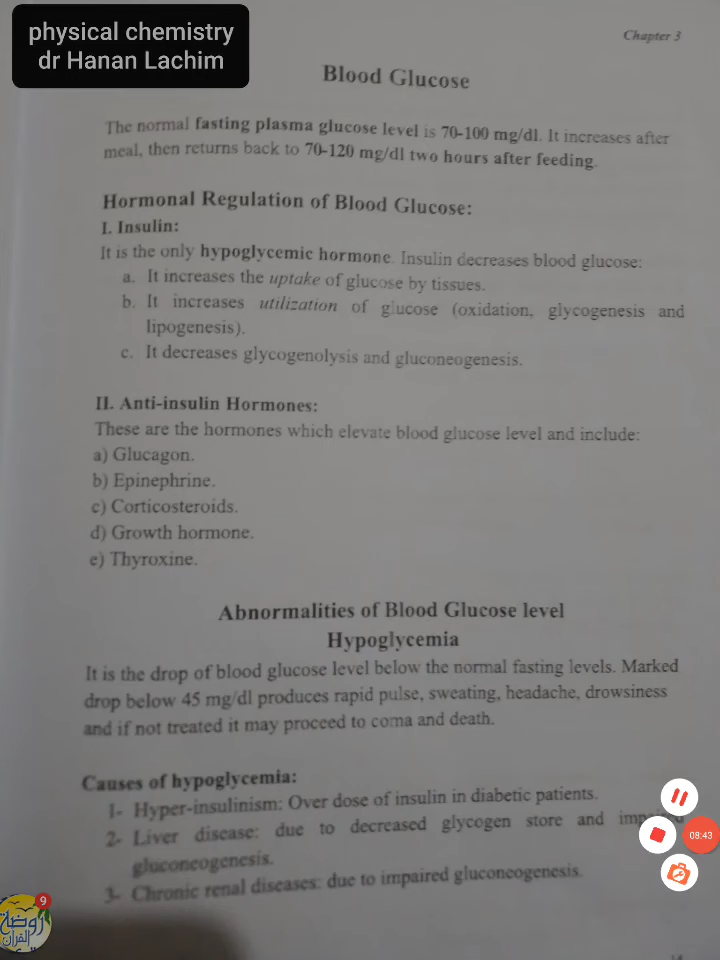 physical chemistry
dr Hanan Lachim
Chapter 3
Blood Glucose
The normal fasting plasma glucose level is 70-100 mg/dl. It increases after
meal, then returns back to 70-120 mg/dl two hours after feeding.
Hormonal Regulation of Blood Glucose:
I. Insulin:
It is the only hypoglycemic hormone. Insulin decreases blood glucose:
a. It increases the uptake of glucose by tissues.
b. It increases utilization of glucose (oxidation, glycogenesis and
lipogenesis).
c. It decreases glycogenolysis and gluconeogenesis.
II. Anti-insulin Hormones:
These are the hormones which elevate blood glucose level and include:
a) Glucagon.
b) Epinephrine.
c) Corticosteroids.
d) Growth hormone.
e) Thyroxine.
Abnormalities of Blood Glucose level
Hypoglycemia
It is the drop of blood glucose level below the normal fasting levels. Marked
drop below 45 mg/dl produces rapid pulse, sweating, headache, drowsiness
and if not treated it may proceed to coma and death.
Causes of hypoglycemia:
1- Hyper-insulinism: Over dose of insulin in diabetic patients.
2- Liver disease: due to decreased glycogen store and
gluconeogenesis.
3- Chronic renal diseases: due to impaired gluconeogenesis.
08:43
9
روضة
القرآن